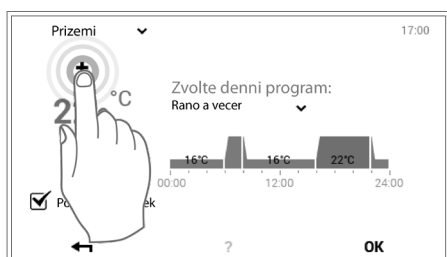 Prizemi
17:00
+
°C
Zvolte denni program:
Rano a vecer
16°C 16°C 22°C
00:00 12:00 24:00
? OK